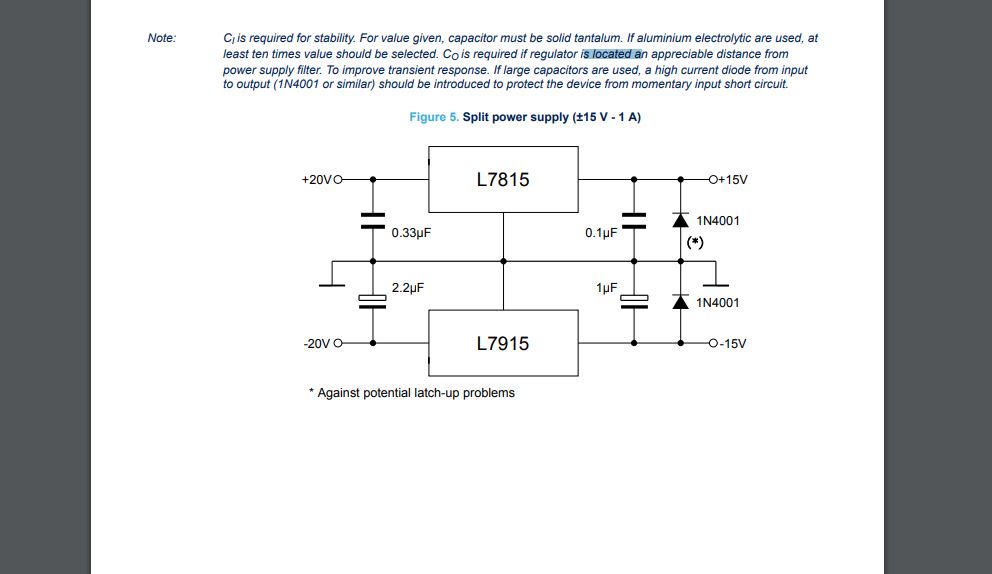 Note: C_I is required for stability. For value given, capacitor must be solid tantalum. If aluminium electrolytic are used, at
least ten times value should be selected. C_O is required if regulator is located an appreciable distance from
power supply filter. To improve transient response. If large capacitors are used, a high current diode from input
to output (1N4001 or similar) should be introduced to protect the device from momentary input short circuit.
Figure 5. Split power supply (±15 V - 1 A)
+20V
L7815
+15V
0.33µF
0.1µF
1N4001
(*)
2.2µF
1µF
1N4001
-20V
L7915
-15V
* Against potential latch-up problems